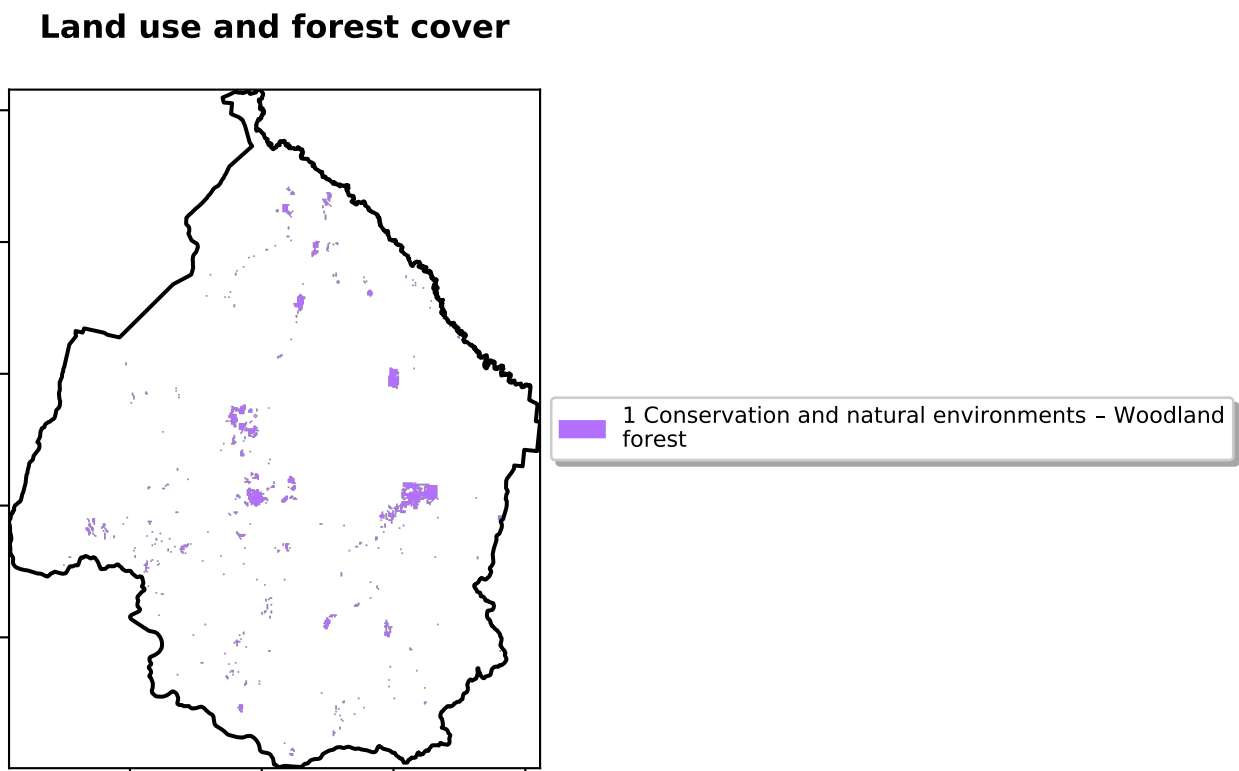 Land use and forest cover
1 Conservation and natural environments – Woodland
forest